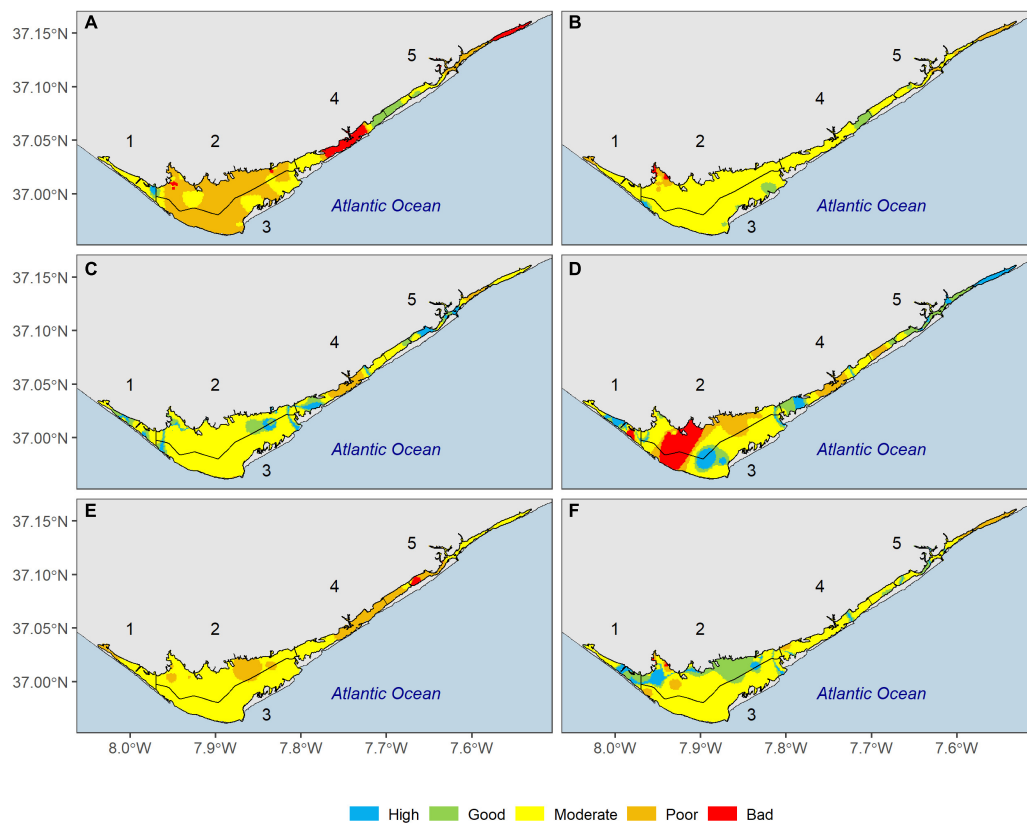 A
B
37.15°N
37.10°N
37.05°N
37.00°N
1
2
3
4
5
Atlantic Ocean
1
2
3
4
5
Atlantic Ocean
C
D
37.15°N
37.10°N
37.05°N
37.00°N
1
2
3
4
5
Atlantic Ocean
1
2
3
4
5
Atlantic Ocean
E
F
37.15°N
37.10°N
37.05°N
37.00°N
1
2
3
4
5
Atlantic Ocean
1
2
3
4
5
Atlantic Ocean
8.0°W 7.9°W 7.8°W 7.7°W 7.6°W
8.0°W 7.9°W 7.8°W 7.7°W 7.6°W
High Good Moderate Poor Bad